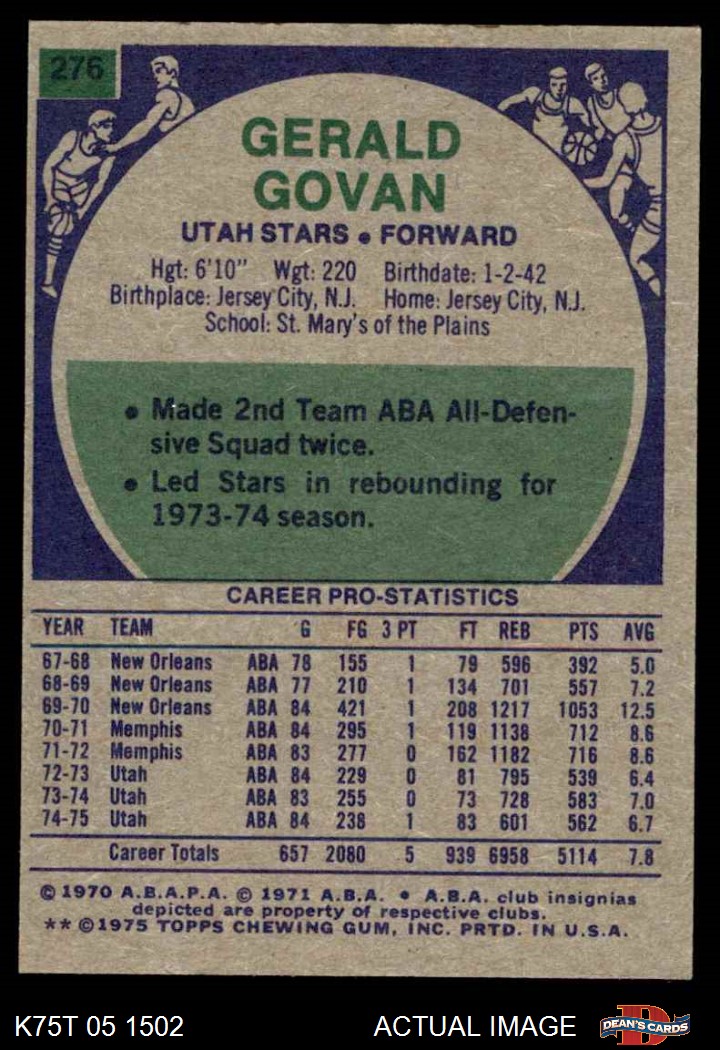 276
GERALD
GOVAN
UTAH STARS • FORWARD
Hgt: 6'10" Wgt: 220 Birthdate: 1-2-42
Birthplace: Jersey City, N.J. Home: Jersey City, N.J.
School: St. Mary's of the Plains
• Made 2nd Team ABA All-Defen-
sive Squad twice.
• Led Stars in rebounding for
1973-74 season.
CAREER PRO-STATISTICS
YEAR TEAM G FG 3 PT FT REB PTS AVG
67-68 New Orleans ABA 78 155 1 79 596 392 5.0
68-69 New Orleans ABA 77 210 1 134 701 557 7.2
69-70 New Orleans ABA 84 421 1 208 1217 1053 12.5
70-71 Memphis ABA 84 295 1 119 1138 712 8.6
71-72 Memphis ABA 83 277 0 162 1182 716 8.6
72-73 Utah ABA 84 229 0 81 795 539 6.4
73-74 Utah ABA 83 255 0 73 728 583 7.0
74-75 Utah ABA 84 238 1 83 601 562 6.7
Career Totals 657 2080 5 939 6958 5114 7.8
© 1970 A.B.A.P.A. © 1971 A.B.A. • A.B.A. club insignias
depicted are property of respective clubs.
** ©1975 TOPPS CHEWING GUM, INC. PRTD. IN U.S.A.
K75T 05 1502 ACTUAL IMAGE D DEAN'S CARDS